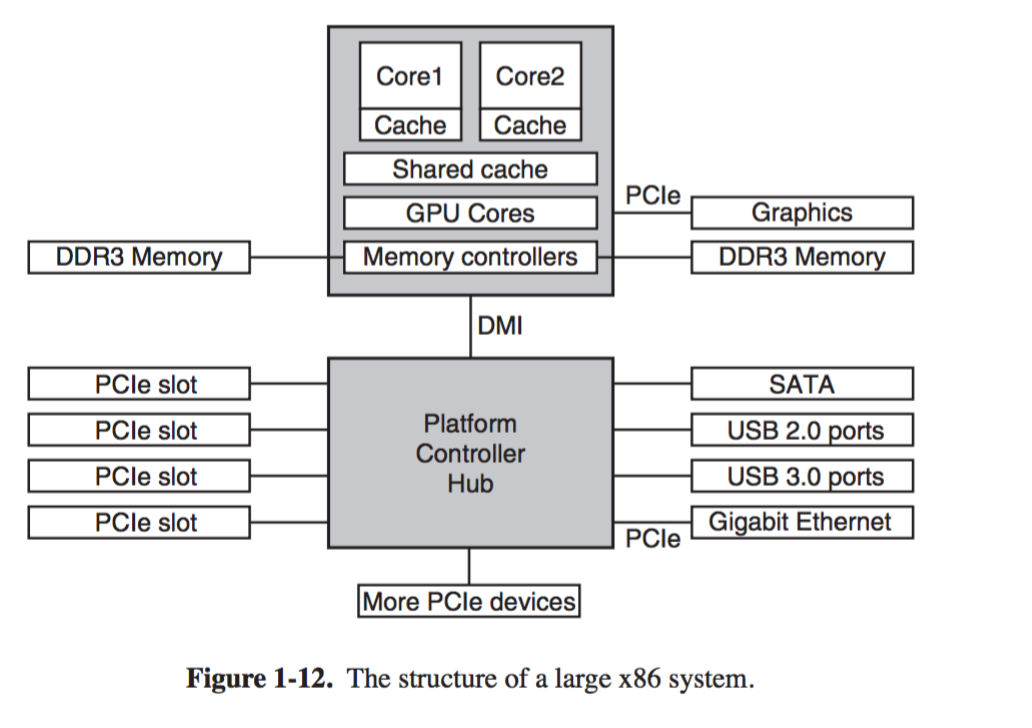 Core1
Core2
Cache
Cache
Shared cache
PCIe
GPU Cores
Graphics
DDR3 Memory
Memory controllers
DDR3 Memory
DMI
PCIe slot
SATA
PCIe slot
Platform
Controller
Hub
USB 2.0 ports
PCIe slot
USB 3.0 ports
PCIe slot
Gigabit Ethernet
PCIe
More PCIe devices
Figure 1-12. The structure of a large x86 system.